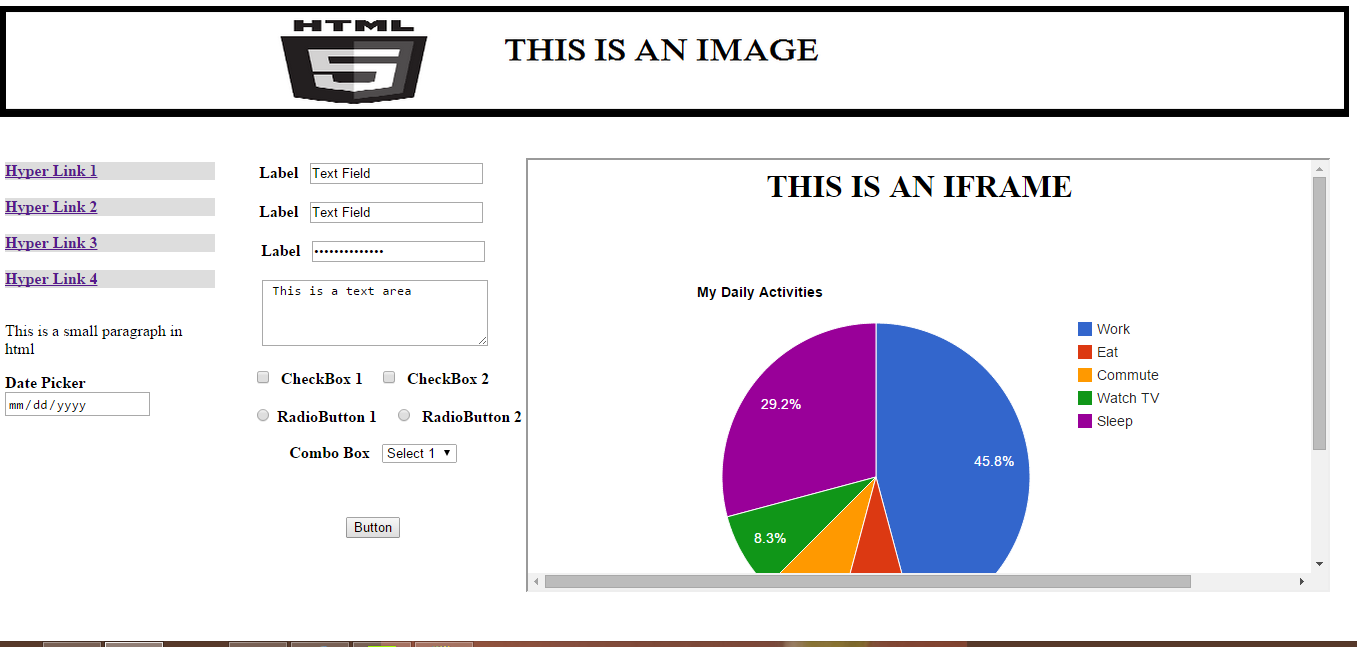 HTML
5
THIS IS AN IMAGE
Hyper Link 1
Hyper Link 2
Hyper Link 3
Hyper Link 4
This is a small paragraph in
html
Date Picker
mm/dd/yyyy
Label Text Field
Label Text Field
Label ••••••••••••••
This is a text area
CheckBox 1 CheckBox 2
RadioButton 1 RadioButton 2
Combo Box Select 1
Button
THIS IS AN IFRAME
My Daily Activities
29.2%
45.8%
8.3%
Work
Eat
Commute
Watch TV
Sleep